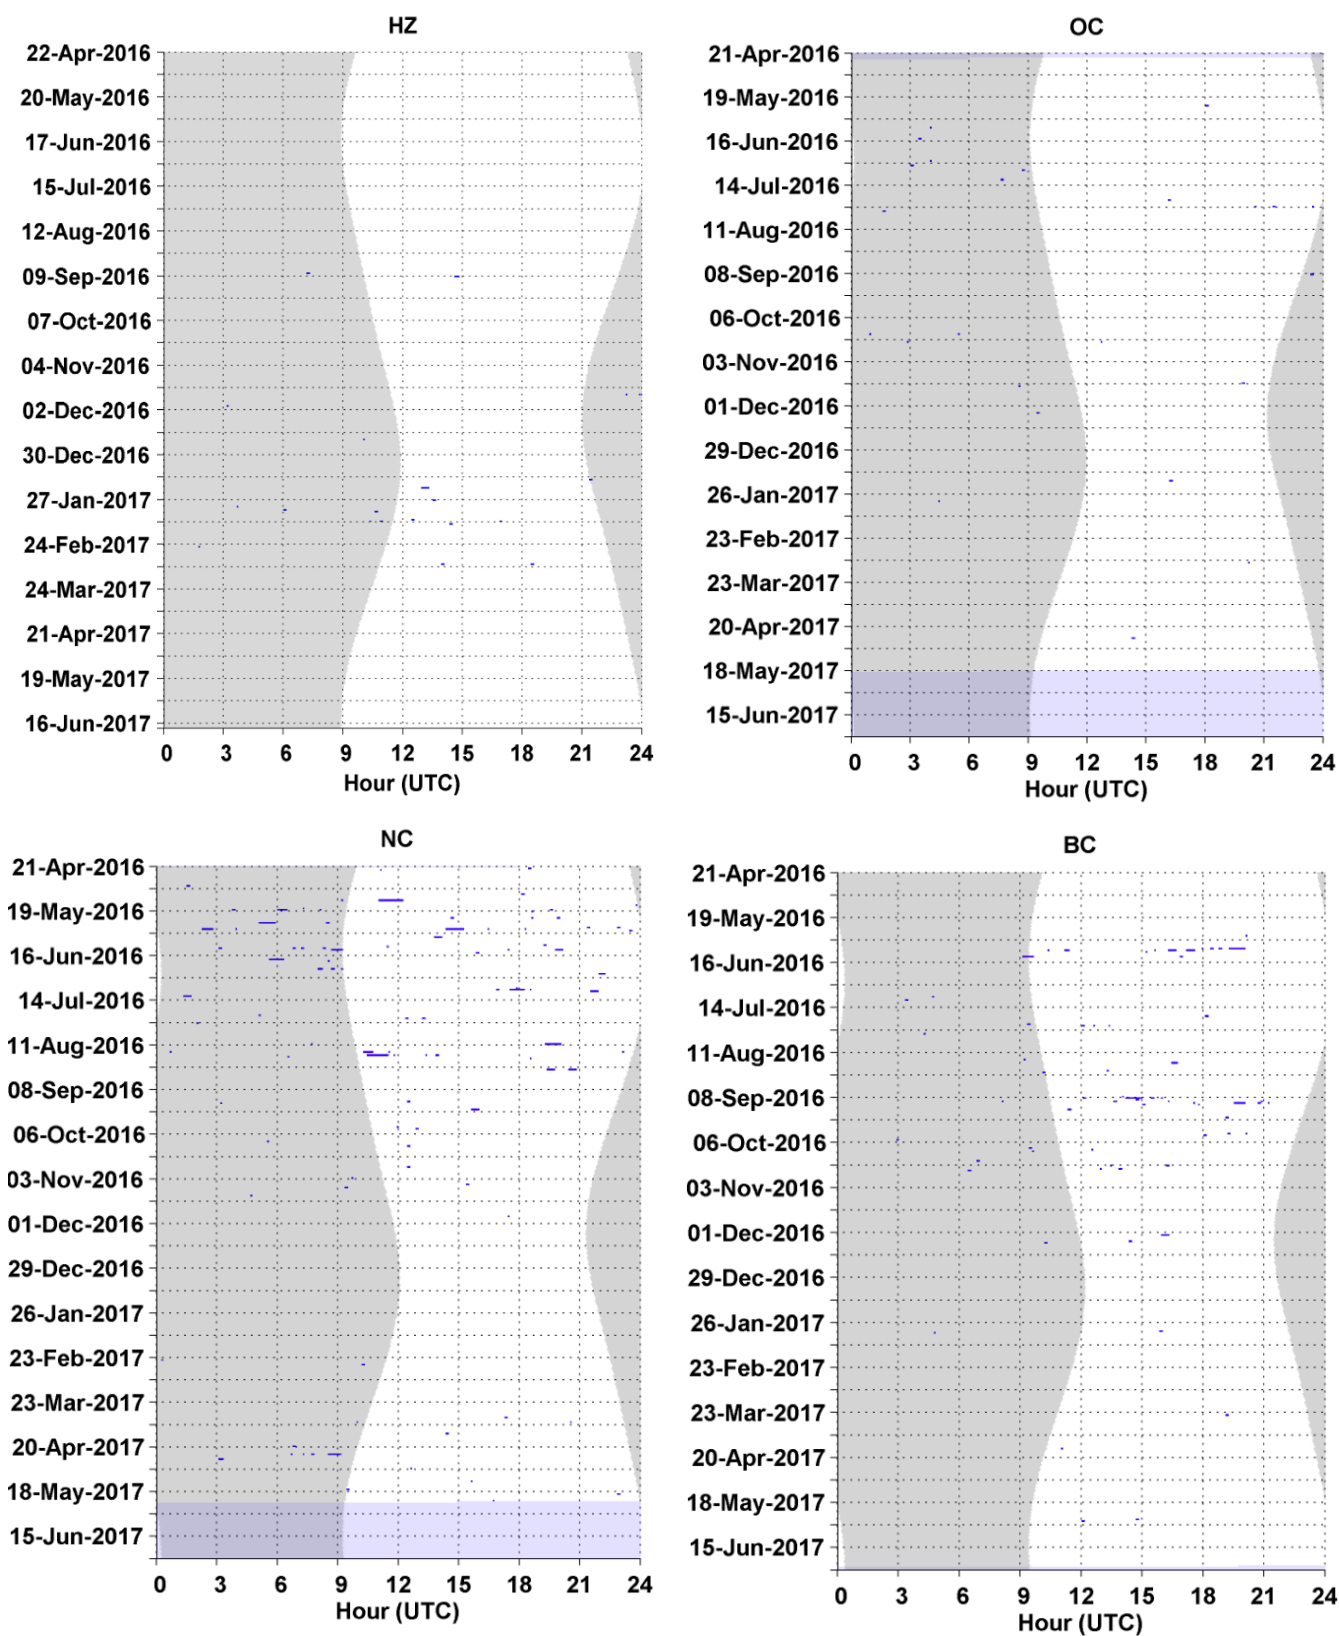 HZ
22-Apr-2016
20-May-2016
17-Jun-2016
15-Jul-2016
12-Aug-2016
09-Sep-2016
07-Oct-2016
04-Nov-2016
02-Dec-2016
30-Dec-2016
27-Jan-2017
24-Feb-2017
24-Mar-2017
21-Apr-2017
19-May-2017
16-Jun-2017
0 3 6 9 12 15 18 21 24
Hour (UTC)
OC
21-Apr-2016
19-May-2016
16-Jun-2016
14-Jul-2016
11-Aug-2016
08-Sep-2016
06-Oct-2016
03-Nov-2016
01-Dec-2016
29-Dec-2016
26-Jan-2017
23-Feb-2017
23-Mar-2017
20-Apr-2017
18-May-2017
15-Jun-2017
0 3 6 9 12 15 18 21 24
Hour (UTC)
NC
21-Apr-2016
19-May-2016
16-Jun-2016
14-Jul-2016
11-Aug-2016
08-Sep-2016
06-Oct-2016
03-Nov-2016
01-Dec-2016
29-Dec-2016
26-Jan-2017
23-Feb-2017
23-Mar-2017
20-Apr-2017
18-May-2017
15-Jun-2017
0 3 6 9 12 15 18 21 24
Hour (UTC)
BC
21-Apr-2016
19-May-2016
16-Jun-2016
14-Jul-2016
11-Aug-2016
08-Sep-2016
06-Oct-2016
03-Nov-2016
01-Dec-2016
29-Dec-2016
26-Jan-2017
23-Feb-2017
23-Mar-2017
20-Apr-2017
18-May-2017
15-Jun-2017
0 3 6 9 12 15 18 21 24
Hour (UTC)